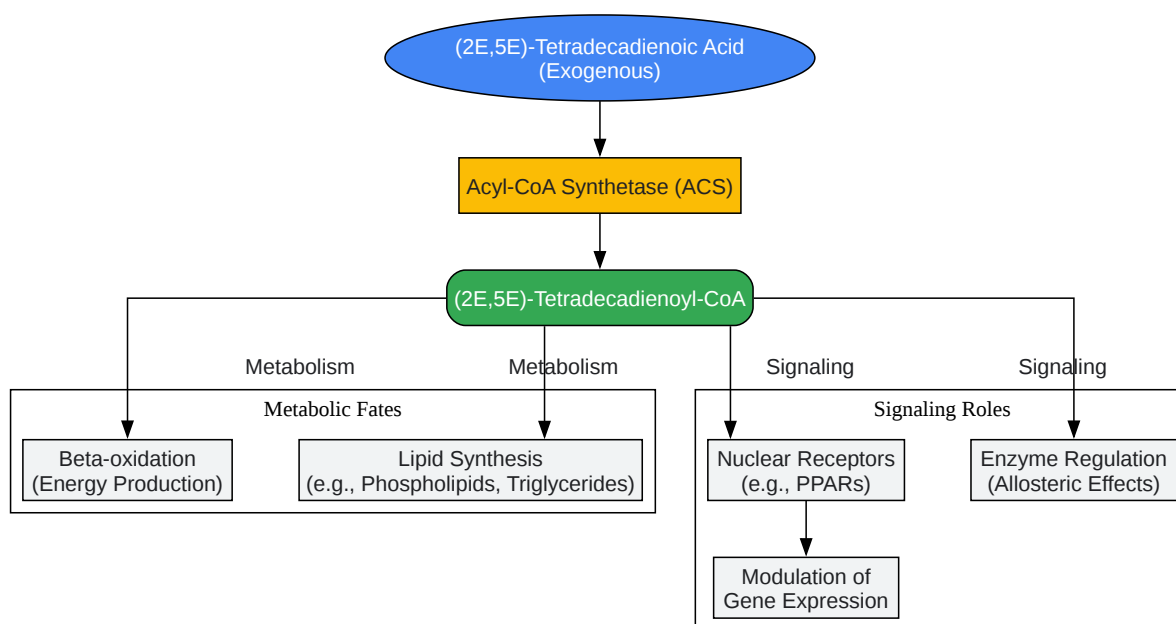 (2E,5E)-Tetradecadienoic Acid
(Exogenous)
Acyl-CoA Synthetase (ACS)
(2E,5E)-Tetradecadienoyl-CoA
Metabolism
Metabolism
Signaling
Signaling
Metabolic Fates
Signaling Roles
Beta-oxidation
(Energy Production)
Lipid Synthesis
(e.g., Phospholipids, Triglycerides)
Nuclear Receptors
(e.g., PPARs)
Enzyme Regulation
(Allosteric Effects)
Modulation of
Gene Expression